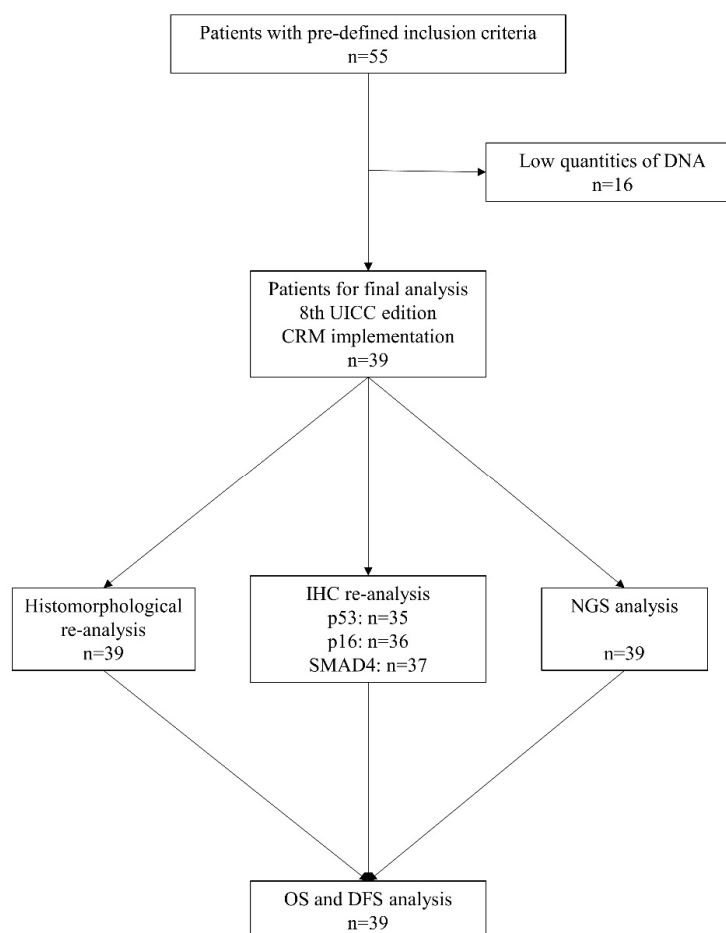 Patients with pre-defined inclusion criteria
n=55
Low quantities of DNA
n=16
Patients for final analysis
8th UICC edition
CRM implementation
n=39
Histomorphological
re-analysis
n=39
IHC re-analysis
p53: n=35
p16: n=36
SMAD4: n=37
NGS analysis
n=39
OS and DFS analysis
n=39